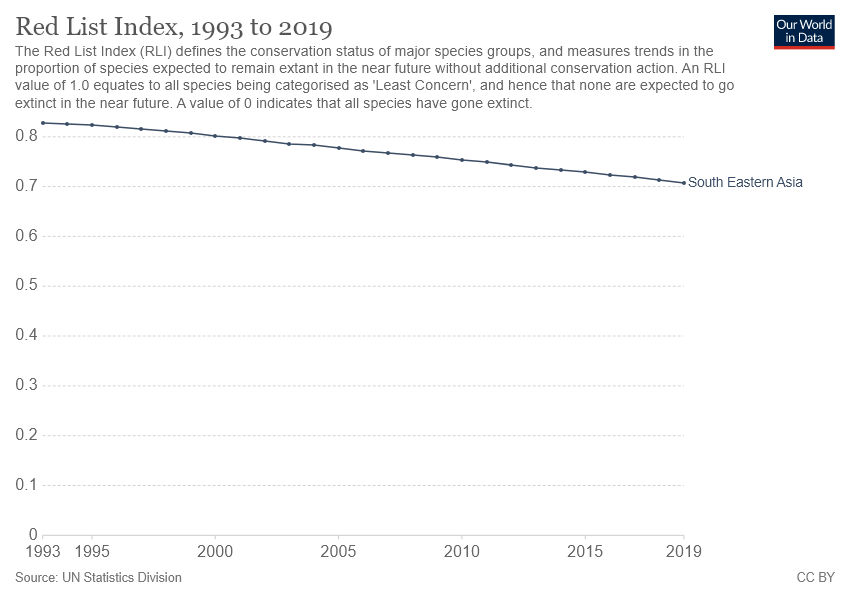 Red List Index, 1993 to 2019
Our World
in Data
The Red List Index (RLI) defines the conservation status of major species groups, and measures trends in the
proportion of species expected to remain extant in the near future without additional conservation action. An RLI
value of 1.0 equates to all species being categorised as 'Least Concern', and hence that none are expected to go
extinct in the near future. A value of 0 indicates that all species have gone extinct.
0.8
0.7
South Eastern Asia
0.6
0.5
0.4
0.3
0.2
0.1
0
1993 1995 2000 2005 2010 2015 2019
Source: UN Statistics Division
CC BY